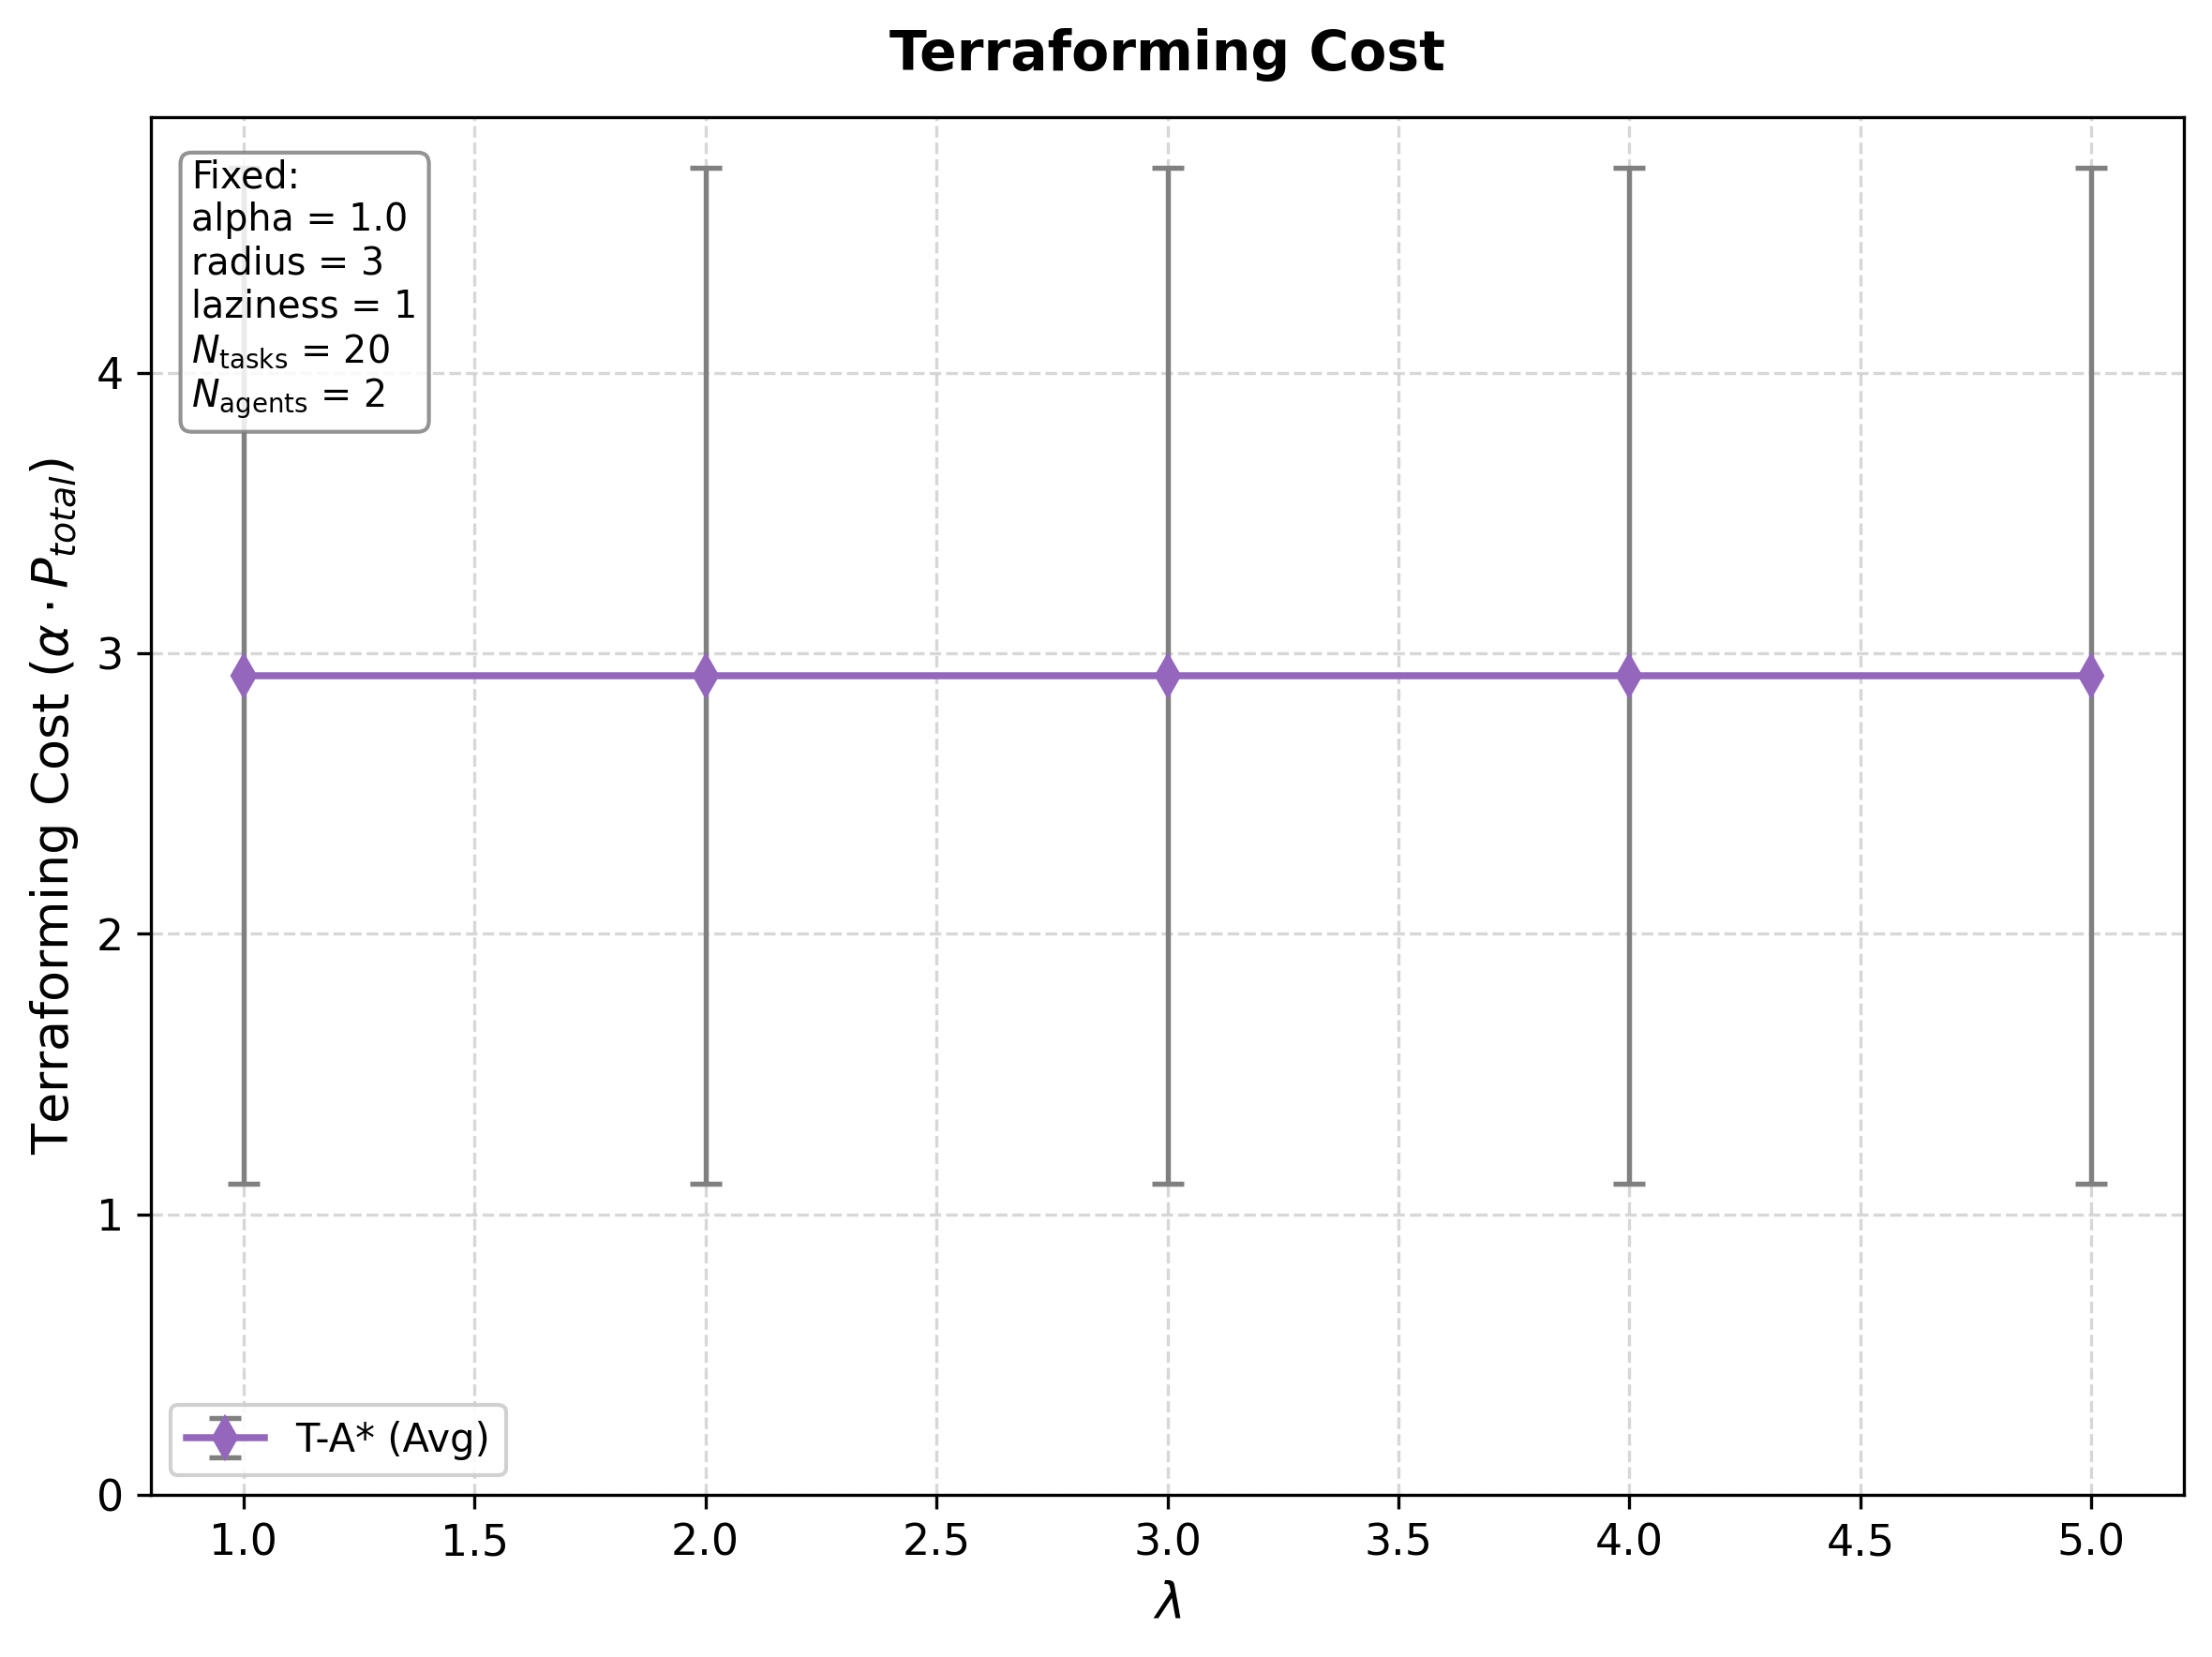 Terraforming Cost
Fixed:
alpha = 1.0
radius = 3
laziness = 1
N_tasks = 20
N_agents = 2
Terraforming Cost (α · P_total)
4
3
2
1
0
T-A* (Avg)
1.0 1.5 2.0 2.5 3.0 3.5 4.0 4.5 5.0
λ